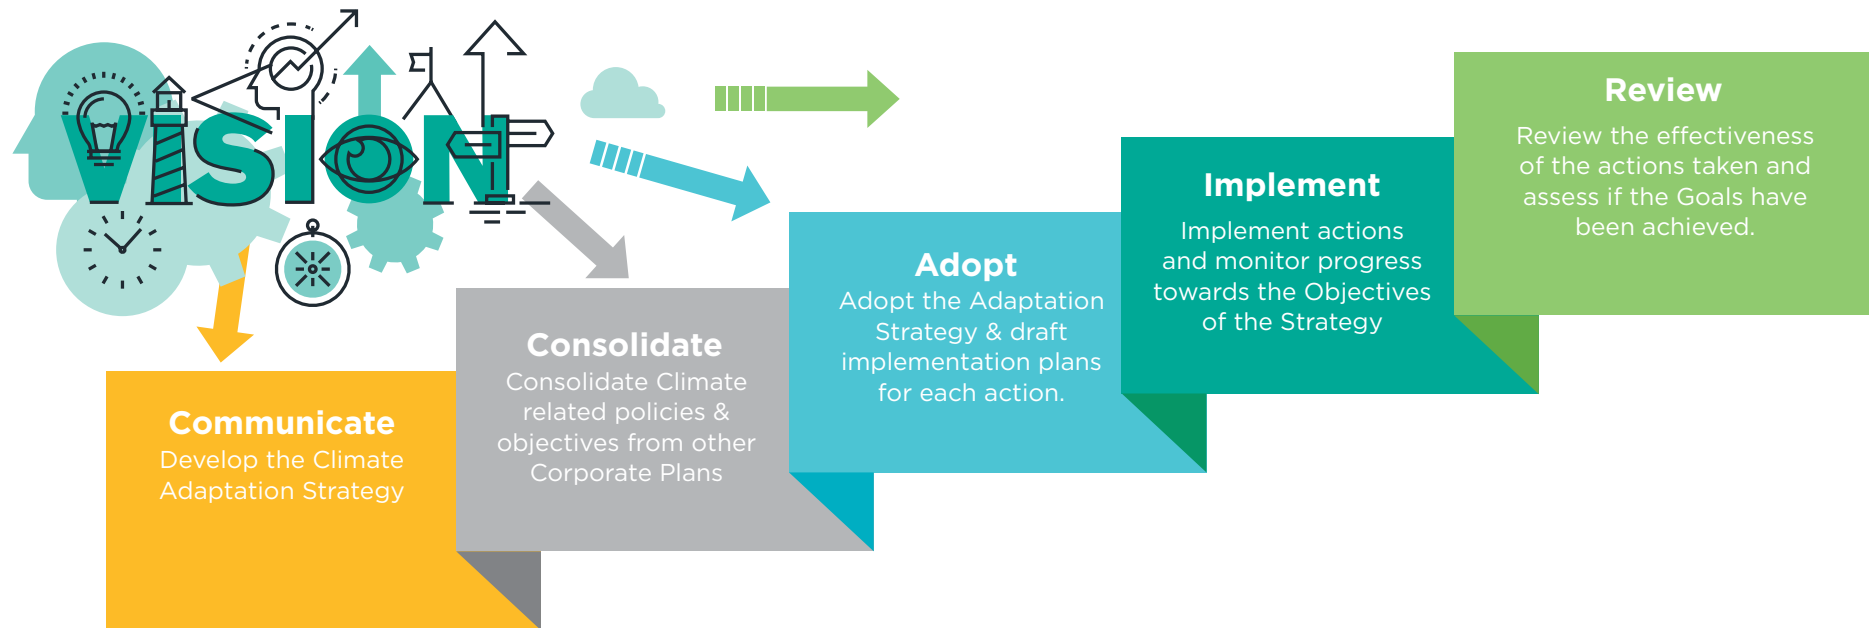 VISION
Communicate
Develop the Climate
Adaptation Strategy
Consolidate
Consolidate Climate
related policies &
objectives from other
Corporate Plans
Adopt
Adopt the Adaptation
Strategy & draft
implementation plans
for each action.
Implement
Implement actions
and monitor progress
towards the Objectives
of the Strategy
Review
Review the effectiveness
of the actions taken and
assess if the Goals have
been achieved.